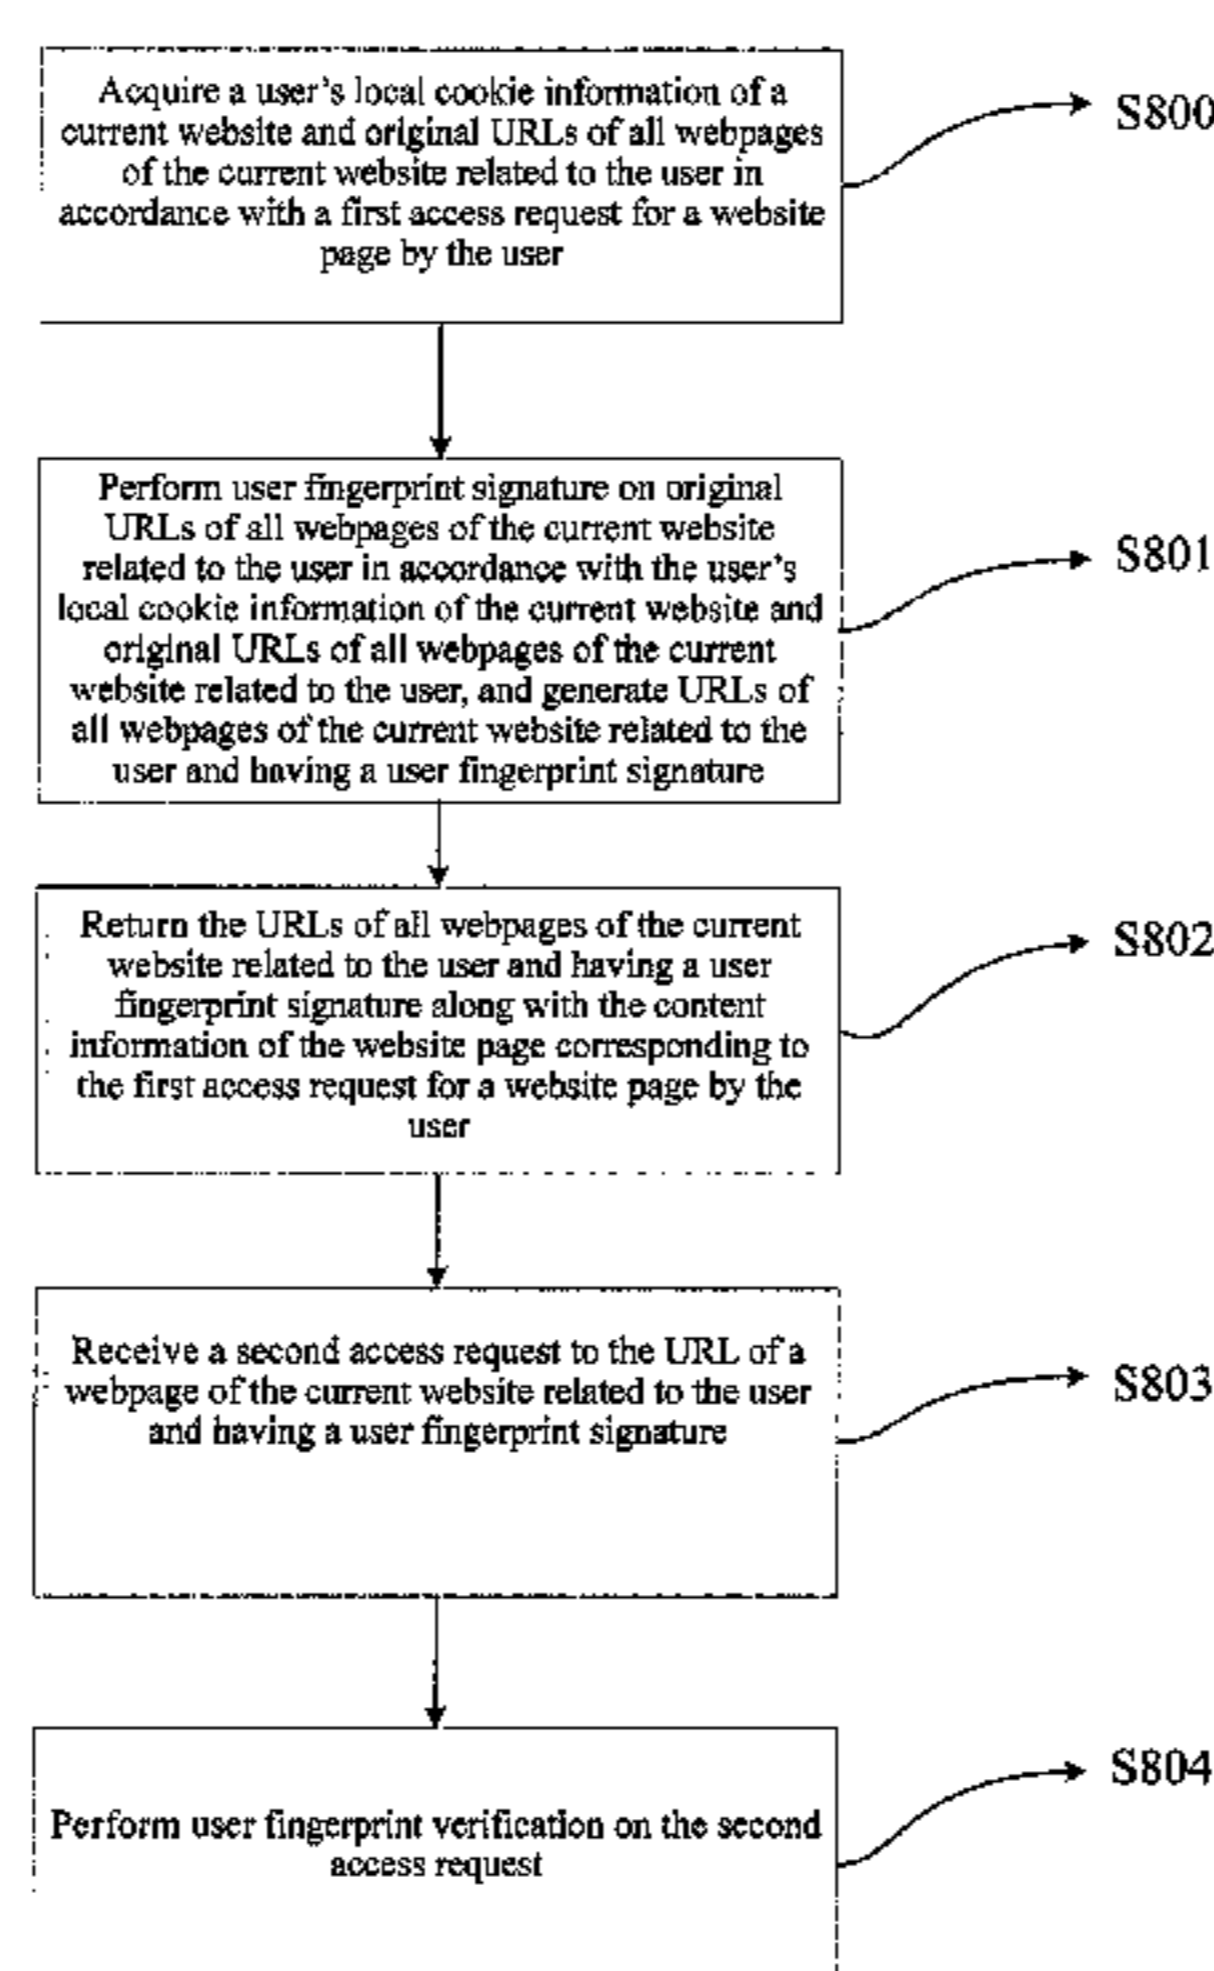 Acquire a user's local cookie information of a
current website and original URLs of all webpages
of the current website related to the user in
accordance with a first access request for a website
page by the user
S800
Perform user fingerprint signature on original
URLs of all webpages of the current website
related to the user in accordance with the user's
local cookie information of the current website and
original URLs of all webpages of the current
website related to the user, and generate URLs of
all webpages of the current website related to the
user and having a user fingerprint signature
S801
Return the URLs of all webpages of the current
website related to the user and having a user
fingerprint signature along with the content
information of the website page corresponding to
the first access request for a website page by the
user
S802
Receive a second access request to the URL of a
webpage of the current website related to the user
and having a user fingerprint signature
S803
Perform user fingerprint verification on the second
access request
S804